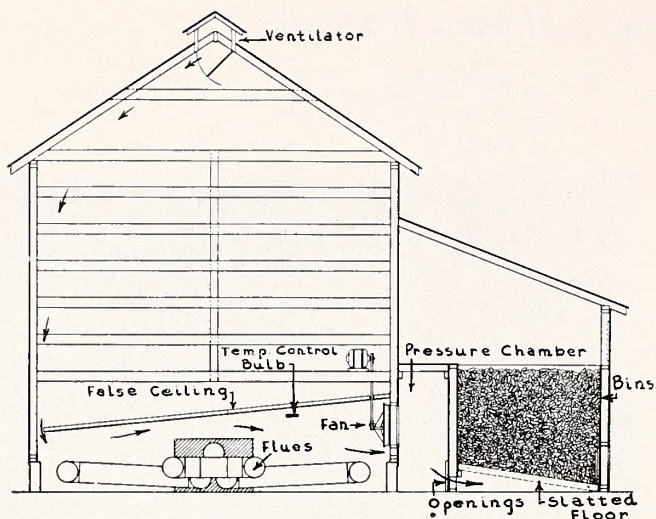 Ventilator
Temp. Control
Bulb
Pressure Chamber
False Ceiling
Bins
Fan
Flues
Openings
Slatted
Floor